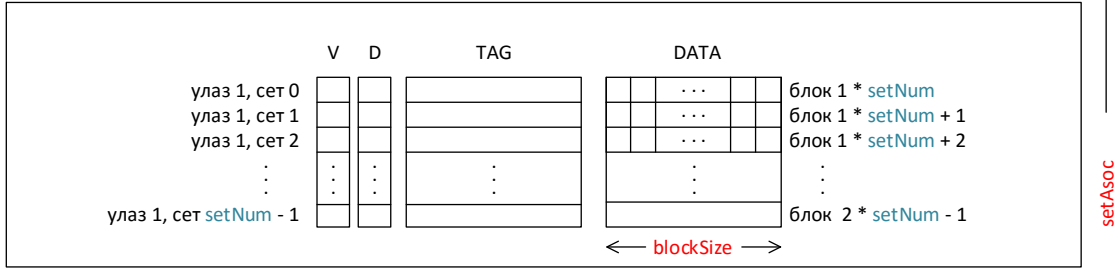 V D TAG DATA
улаз 1, сет 0 · · · блок 1 * setNum
улаз 1, сет 1 · · · блок 1 * setNum + 1
улаз 1, сет 2 · · · блок 1 * setNum + 2
улаз 1, сет setNum - 1 блок 2 * setNum - 1
blockSize
setAsoc